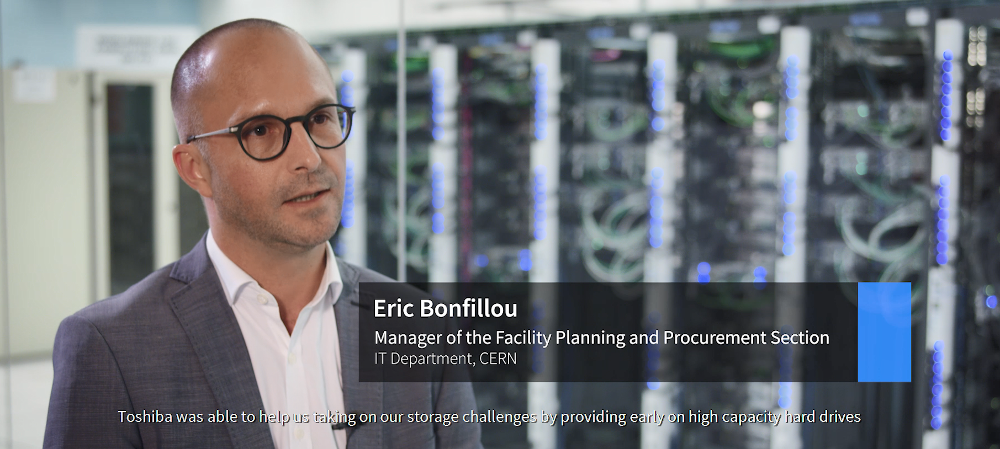 Eric Bonfillou
Manager of the Facility Planning and Procurement Section
IT Department, CERN
Toshiba was able to help us taking on our storage challenges by providing early on high capacity hard drives